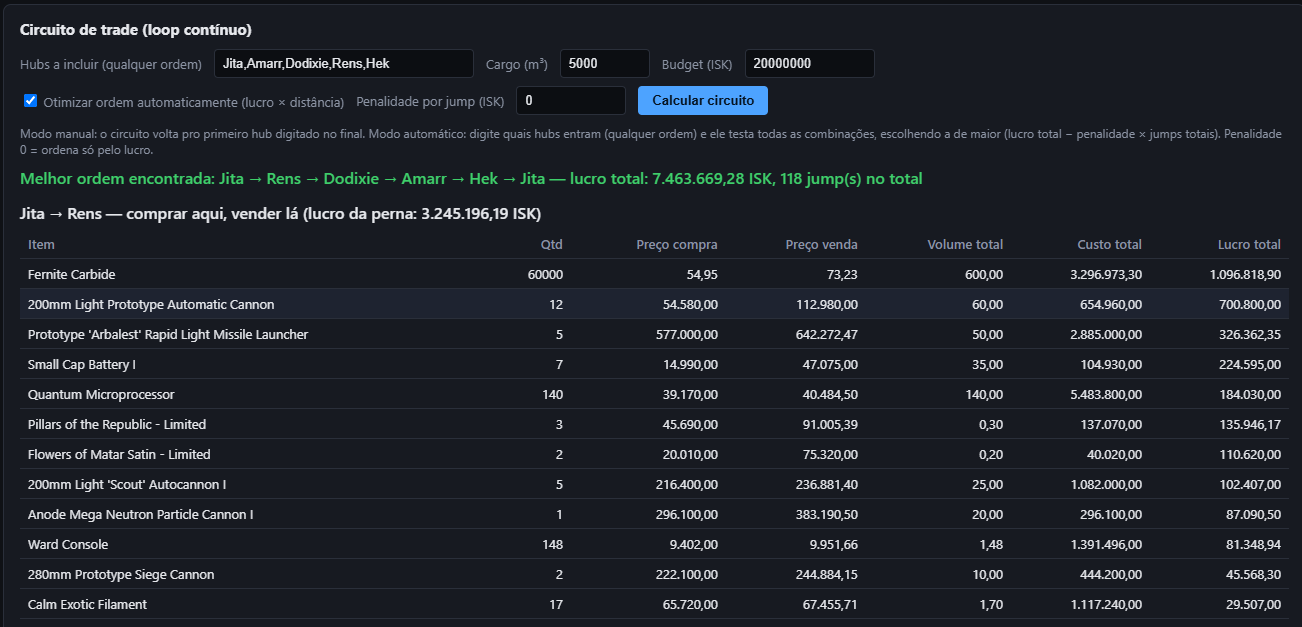 Circuito de trade (loop contínuo)
Hubs a incluir (qualquer ordem) Jita,Amarr,Dodixie,Rens,Hek Cargo (m³) 5000 Budget (ISK) 20000000
Otimizar ordem automaticamente (lucro × distância) Penalidade por jump (ISK) 0 Calcular circuito
Modo manual: o circuito volta pro primeiro hub digitado no final. Modo automático: digite quais hubs entram (qualquer ordem) e ele testa todas as combinações, escolhendo a de maior (lucro total − penalidade × jumps totais). Penalidade
0 = ordena só pelo lucro.
Melhor ordem encontrada: Jita → Rens → Dodixie → Amarr → Hek → Jita — lucro total: 7.463.669,28 ISK, 118 jump(s) no total
Jita → Rens — comprar aqui, vender lá (lucro da perna: 3.245.196,19 ISK)
Item Qtd Preço compra Preço venda Volume total Custo total Lucro total
Fernite Carbide 60000 54,95 73,23 600,00 3.296.973,30 1.096.818,90
200mm Light Prototype Automatic Cannon 12 54.580,00 112.980,00 60,00 654.960,00 700.800,00
Prototype 'Arbalest' Rapid Light Missile Launcher 5 577.000,00 642.272,47 50,00 2.885.000,00 326.362,35
Small Cap Battery I 7 14.990,00 47.075,00 35,00 104.930,00 224.595,00
Quantum Microprocessor 140 39.170,00 40.484,50 140,00 5.483.800,00 184.030,00
Pillars of the Republic - Limited 3 45.690,00 91.005,39 0,30 137.070,00 135.946,17
Flowers of Matar Satin - Limited 2 20.010,00 75.320,00 0,20 40.020,00 110.620,00
200mm Light 'Scout' Autocannon I 5 216.400,00 236.881,40 25,00 1.082.000,00 102.407,00
Anode Mega Neutron Particle Cannon I 1 296.100,00 383.190,50 20,00 296.100,00 87.090,50
Ward Console 148 9.402,00 9.951,66 1,48 1.391.496,00 81.348,94
280mm Prototype Siege Cannon 2 222.100,00 244.884,15 10,00 444.200,00 45.568,30
Calm Exotic Filament 17 65.720,00 67.455,71 1,70 1.117.240,00 29.507,00